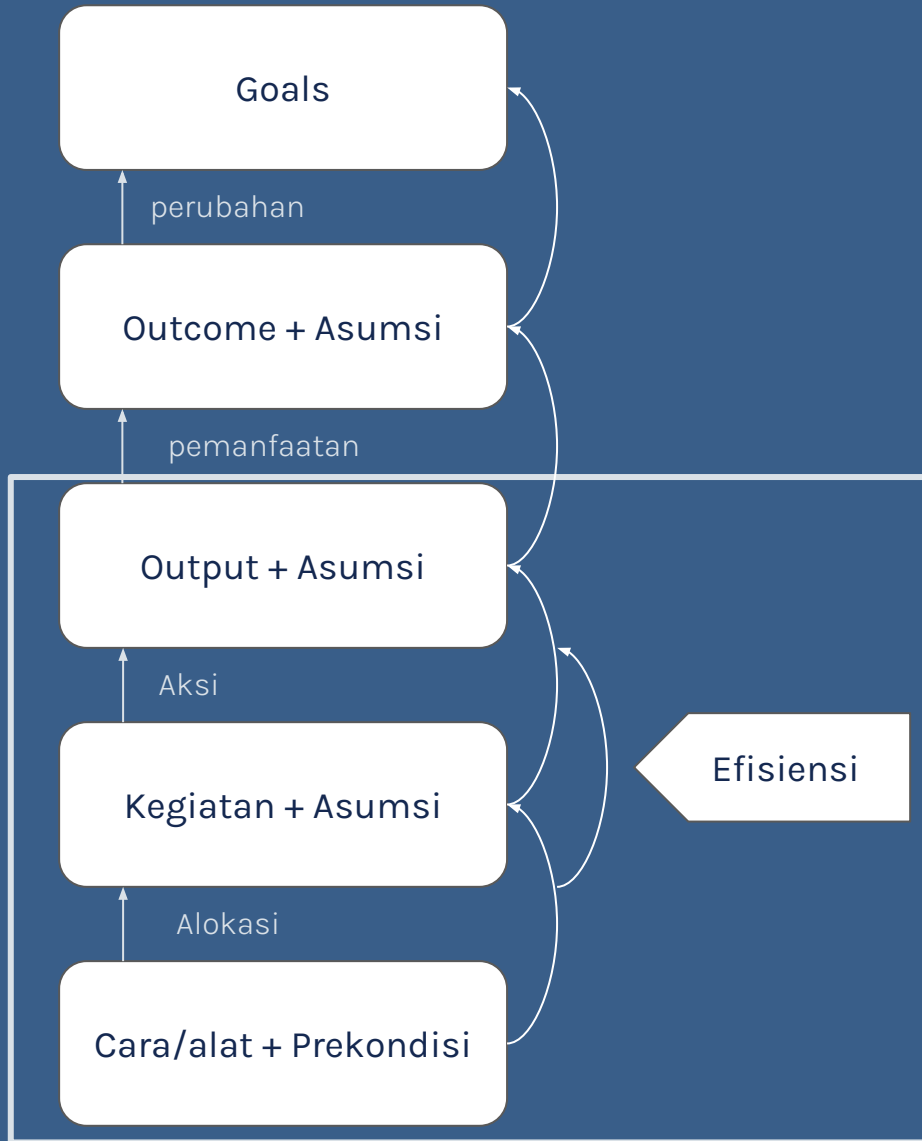 Goals
perubahan
Outcome + Asumsi
pemanfaatan
Output + Asumsi
Aksi
Efisiensi
Kegiatan + Asumsi
Alokasi
Cara/alat + Prekondisi